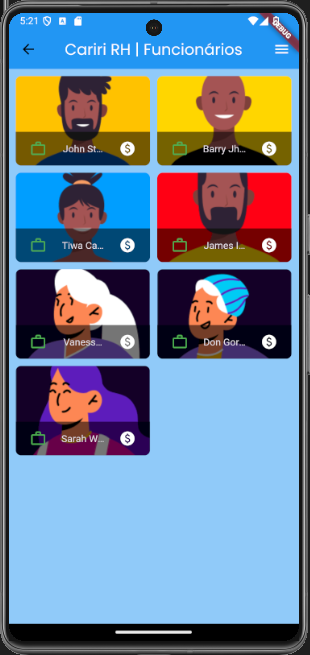 5:21
DEBUG
Cariri RH | Funcionários
John St...
$
Barry Jh...
$
Tiwa Ca...
$
James I...
$
Vaness...
$
Don Gor...
$
Sarah W...
$